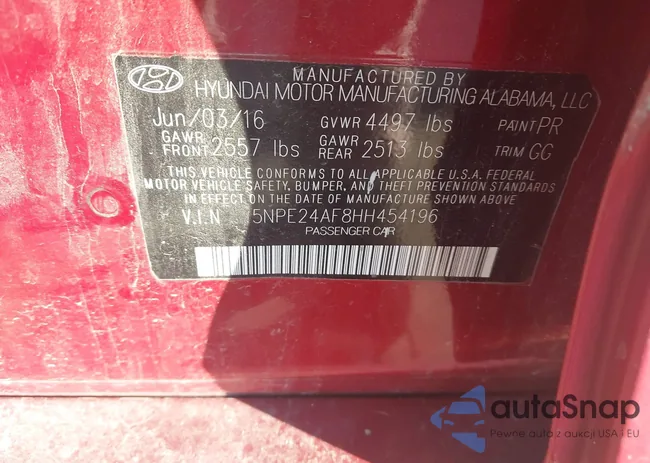 MANUFACTURED BY
HYUNDAI MOTOR MANUFACTURING ALABAMA, LLC
Jun/03/16 GVWR 4497 lbs PAINT PR
GAWR FRONT 2557 lbs GAWR REAR 2513 lbs TRIM GG
THIS VEHICLE CONFORMS TO ALL APPLICABLE U.S.A. FEDERAL
MOTOR VEHICLE SAFETY, BUMPER, AND THEFT PREVENTION STANDARDS
IN EFFECT ON THE DATE OF MANUFACTURE SHOWN ABOVE.
V.I.N 5NPE24AF8HH454196
PASSENGER CAR
autaSnap
Pewne auta z aukcji USA i EU